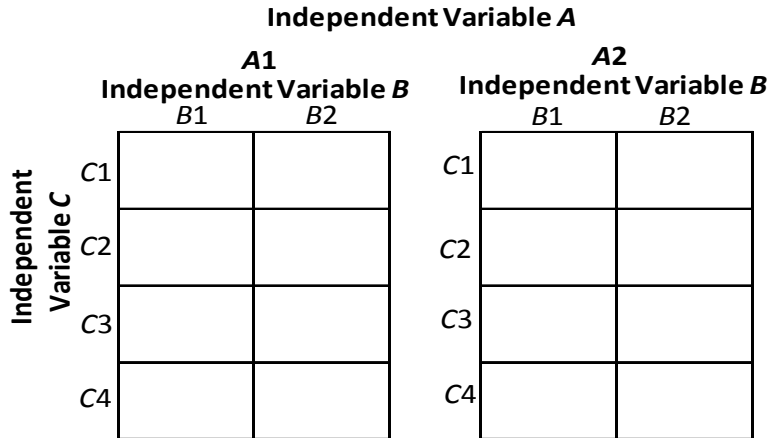 Independent Variable A
A1 A2
Independent Variable B Independent Variable B
B1 B2 B1 B2
Independent
Variable C
C1 C1
C2 C2
C3 C3
C4 C4